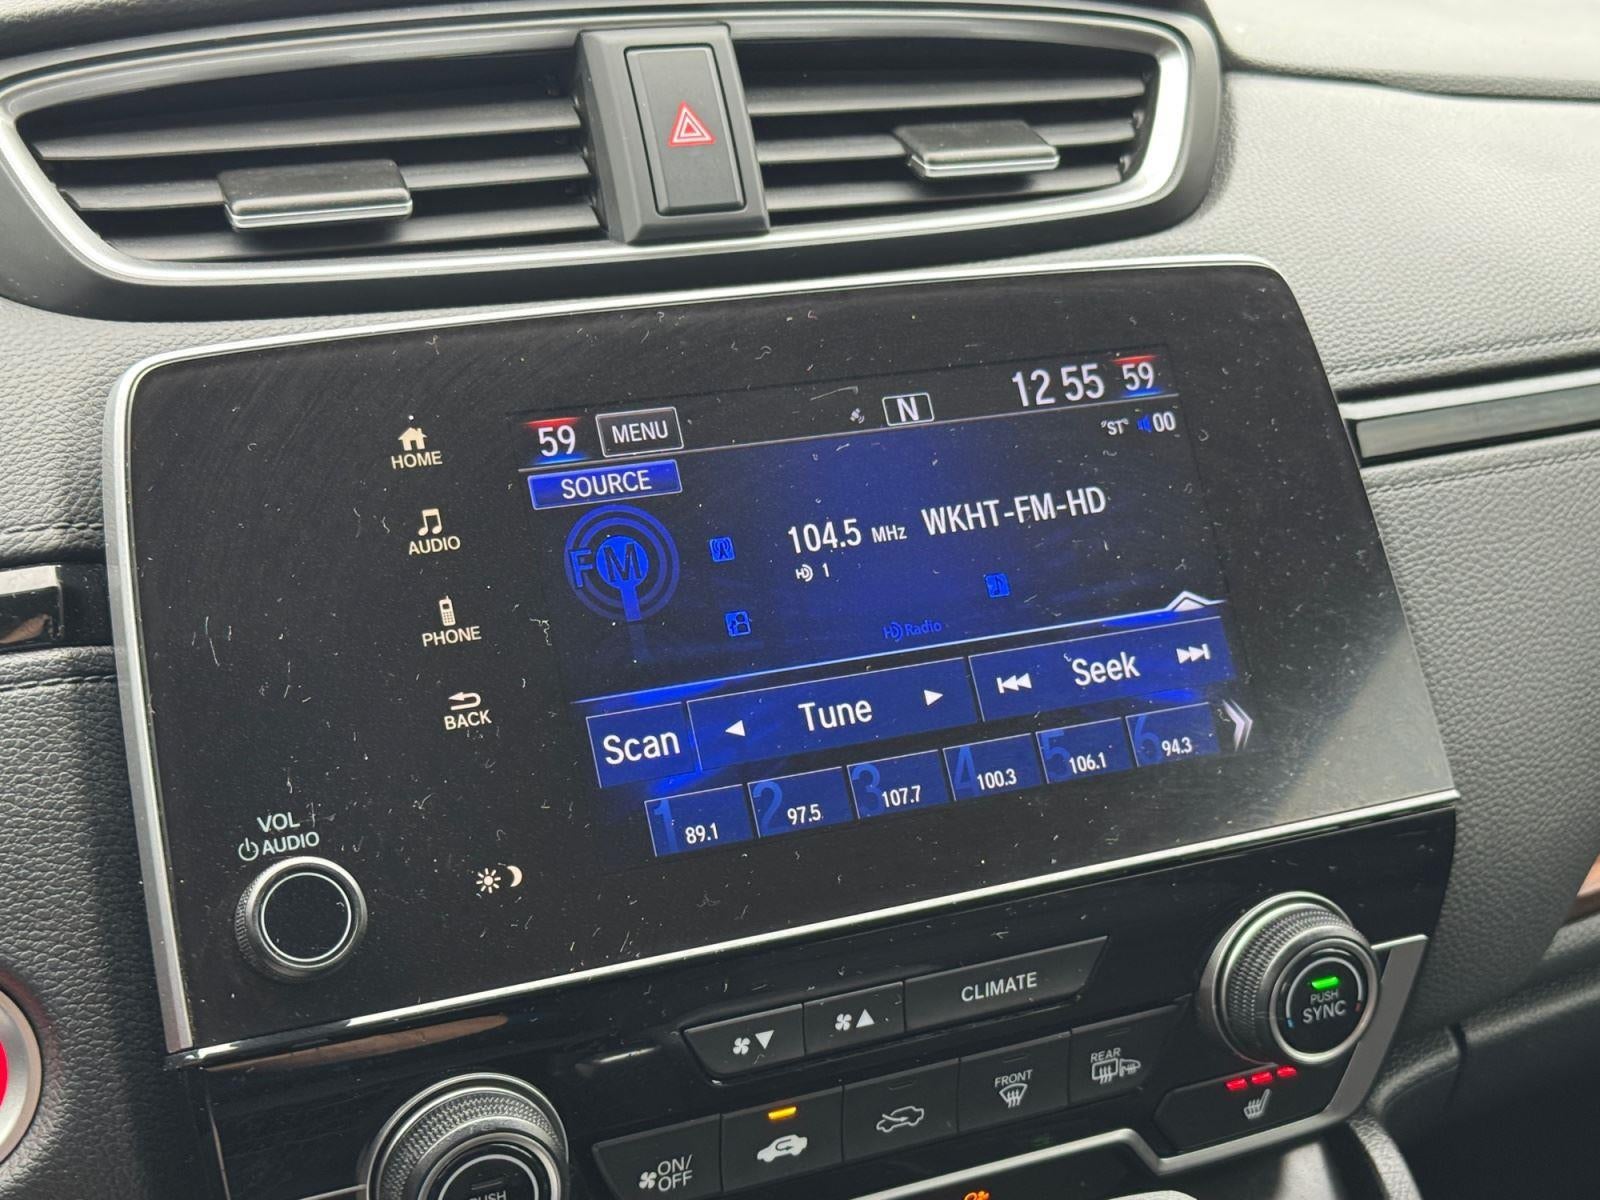 HOME
AUDIO
PHONE
BACK
VOL
AUDIO
59 MENU N 12 55 59
"ST" 00
SOURCE
FM
104.5 MHz WKHT-FM-HD
HD 1
HD Radio
Scan Tune Seek
1 89.1
2 97.5
3 107.7
4 100.3
5 106.1
6 94.3
CLIMATE
PUSH
SYNC
REAR
FRONT
ON/
OFF
PUSH